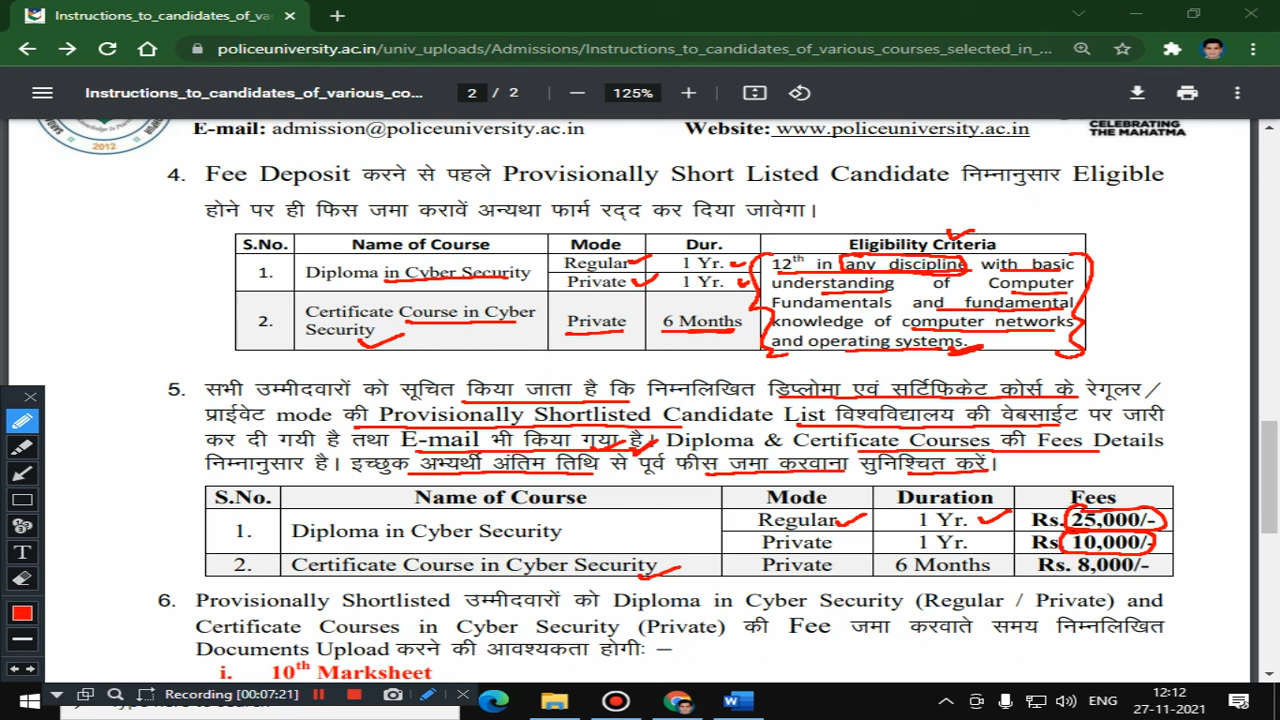 Instructions_to_candidates_of_va
policeuniversity.ac.in/univ_uploads/Admissions/Instructions_to_candidates_of_various_courses_selected_in_...
Instructions_to_candidates_of_various_co... 2 / 2 125%
E-mail: admission@policeuniversity.ac.in Website: www.policeuniversity.ac.in CELEBRATING
2012 THE MAHATMA
4. Fee Deposit करने से पहले Provisionally Short Listed Candidate निम्नानुसार Eligible
होने पर ही फिस जमा करावें अन्यथा फार्म रद्द कर दिया जावेगा।
S.No. Name of Course Mode Dur. Eligibility Criteria
1. Diploma in Cyber Security Regular 1 Yr. 12th in any discipline with basic
Private 1 Yr. understanding of Computer
2. Certificate Course in Cyber Fundamentals and fundamental
Security Private 6 Months knowledge of computer networks
and operating systems.
5. सभी उम्मीदवारों को सूचित किया जाता है कि निम्नलिखित डिप्लोमा एवं सर्टिफिकेट कोर्स के रेगूलर/
प्राईवेट mode की Provisionally Shortlisted Candidate List विश्वविद्यालय की वेबसाईट पर जारी
कर दी गयी है तथा E-mail भी किया गया है। Diploma & Certificate Courses की Fees Details
निम्नानुसार है। इच्छुक अभ्यर्थी अंतिम तिथि से पूर्व फीस जमा करवाना सुनिश्चित करें।
S.No. Name of Course Mode Duration Fees
1. Diploma in Cyber Security Regular 1 Yr. Rs. 25,000/-
Private 1 Yr. Rs 10,000/-
2. Certificate Course in Cyber Security Private 6 Months Rs. 8,000/-
6. Provisionally Shortlisted उम्मीदवारों को Diploma in Cyber Security (Regular / Private) and
Certificate Courses in Cyber Security (Private) की Fee जमा करवाते समय निम्नलिखित
Documents Upload करने की आवश्यकता होगीः –
i. 10th Marksheet
Recording [00:07:21]
ENG 12:12
27-11-2021